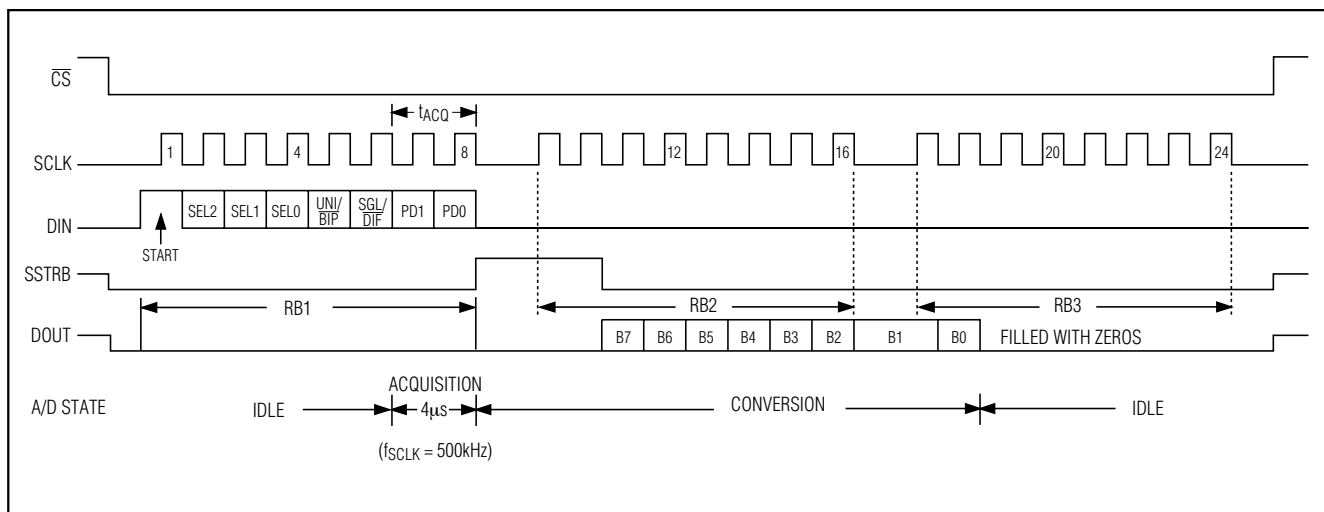 CS
tACQ
SCLK 1 4 8 12 16 20 24
DIN SEL2 SEL1 SEL0 UNI/ BIP SGL/ DIF PD1 PD0
START
SSTRB
RB1 RB2 RB3
DOUT B7 B6 B5 B4 B3 B2 B1 B0 FILLED WITH ZEROS
A/D STATE IDLE ACQUISITION 4µs CONVERSION IDLE
(fSCLK = 500kHz)